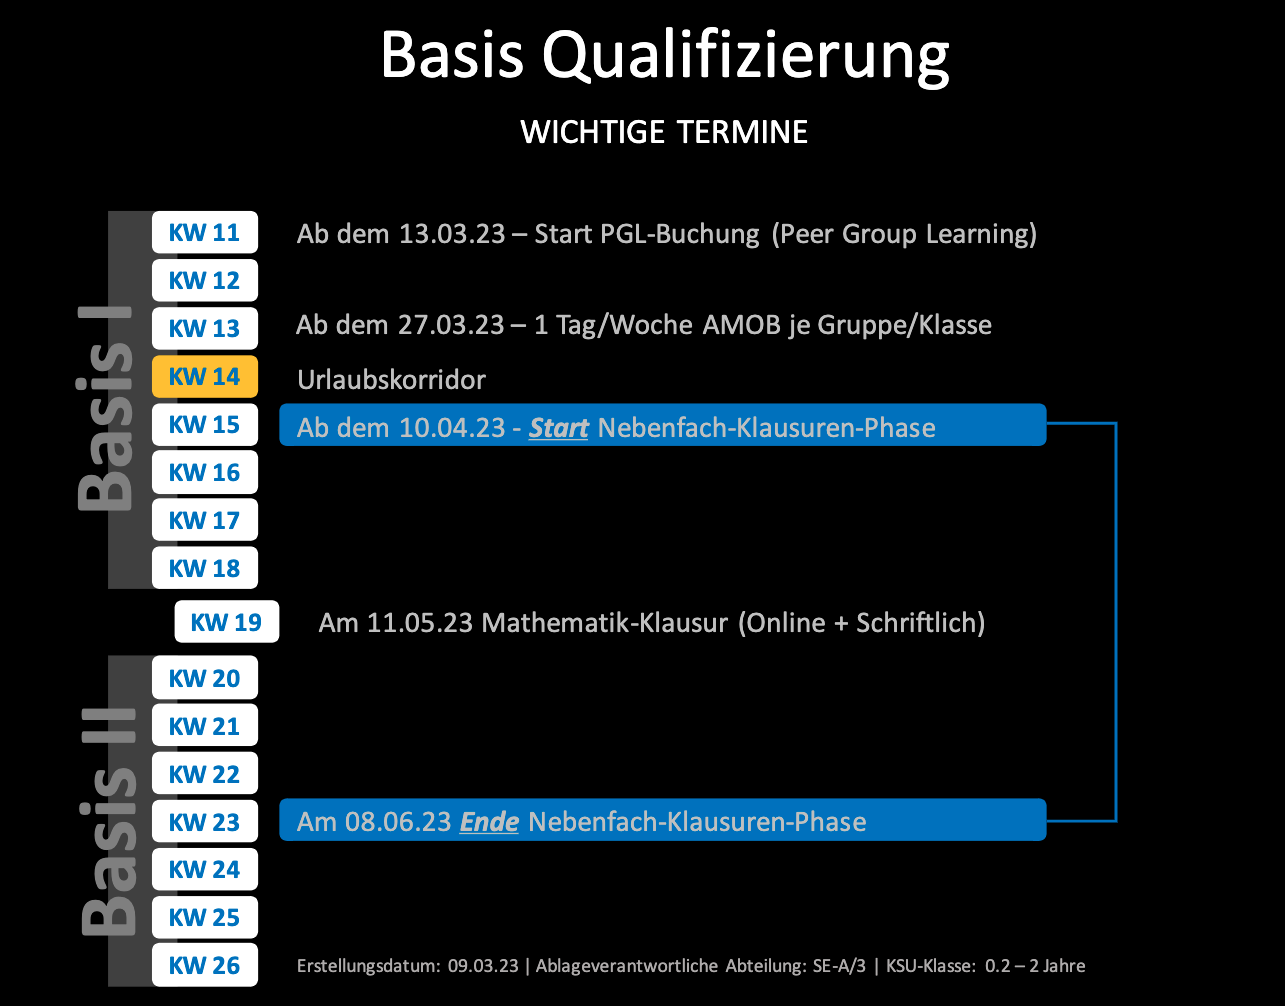 Basis Qualifizierung
WICHTIGE TERMINE
Basis I
KW 11 Ab dem 13.03.23 – Start PGL-Buchung (Peer Group Learning)
KW 12
KW 13 Ab dem 27.03.23 – 1 Tag/Woche AMOB je Gruppe/Klasse
KW 14 Urlaubskorridor
KW 15 Ab dem 10.04.23 - Start Nebenfach-Klausuren-Phase
KW 16
KW 17
KW 18
KW 19 Am 11.05.23 Mathematik-Klausur (Online + Schriftlich)
Basis II
KW 20
KW 21
KW 22
KW 23 Am 08.06.23 Ende Nebenfach-Klausuren-Phase
KW 24
KW 25
KW 26 Erstellungsdatum: 09.03.23 | Ablageverantwortliche Abteilung: SE-A/3 | KSU-Klasse: 0.2 – 2 Jahre